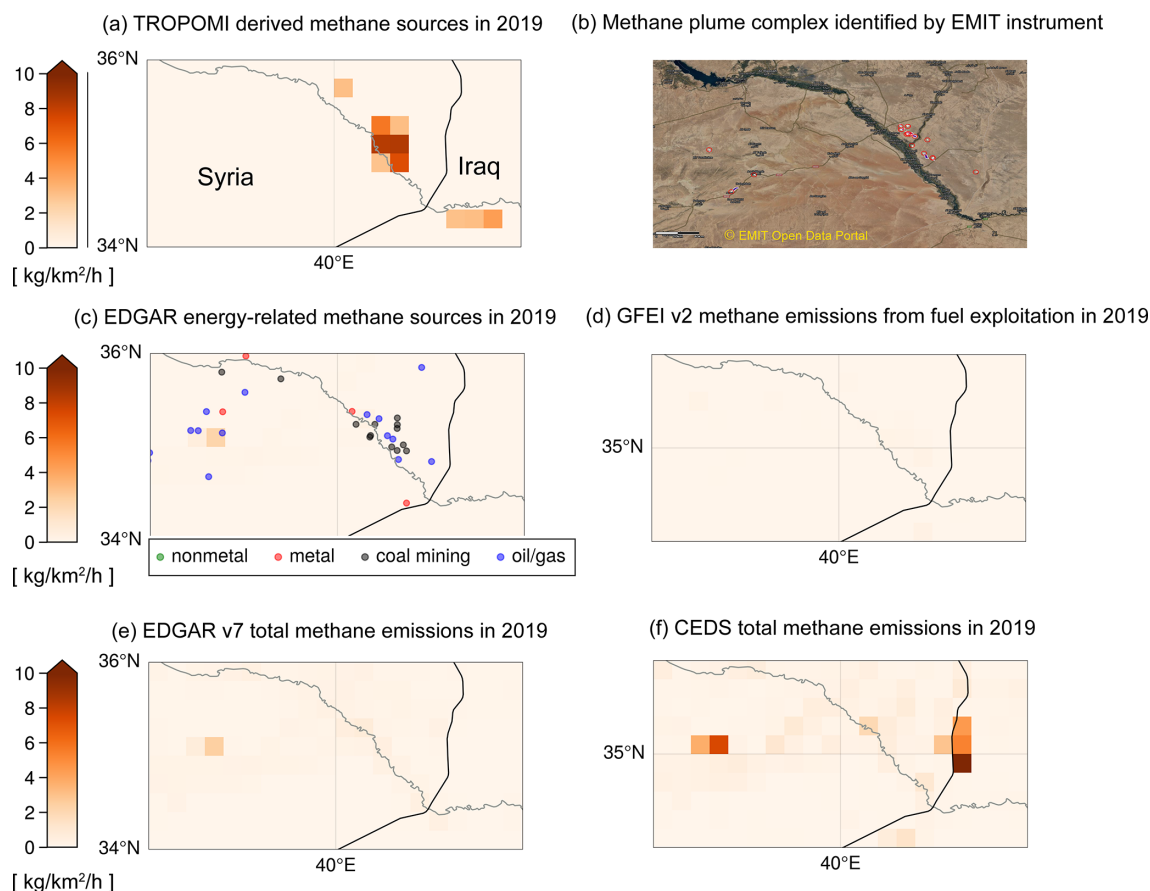 (a) TROPOMI derived methane sources in 2019
(b) Methane plume complex identified by EMIT instrument
36°N
10
8
6
4
2
0
Syria
Iraq
34°N
40°E
[ kg/km²/h ]
© EMIT Open Data Portal
(c) EDGAR energy-related methane sources in 2019
(d) GFEI v2 methane emissions from fuel exploitation in 2019
36°N
10
8
6
4
2
0
34°N
40°E
[ kg/km²/h ]
nonmetal metal coal mining oil/gas
35°N
40°E
(e) EDGAR v7 total methane emissions in 2019
(f) CEDS total methane emissions in 2019
36°N
10
8
6
4
2
0
34°N
40°E
[ kg/km²/h ]
35°N
40°E